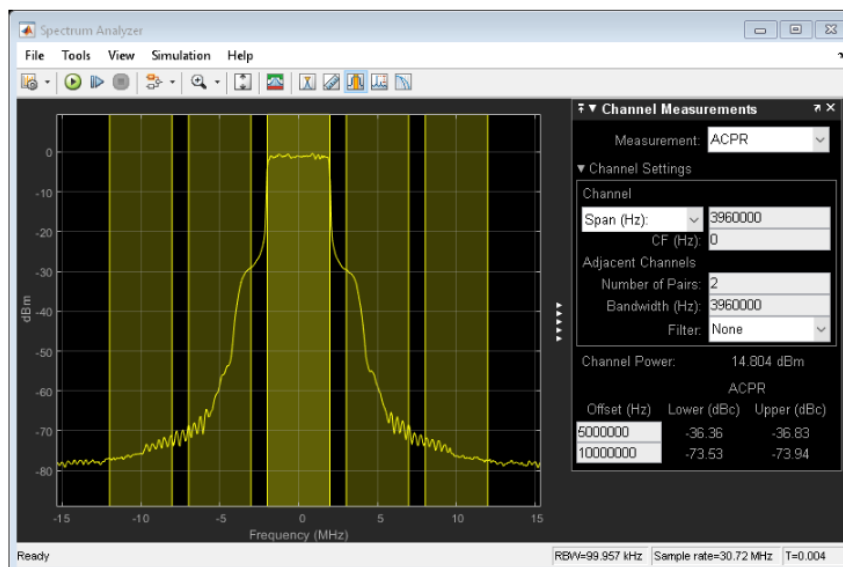 Spectrum Analyzer
File Tools View Simulation Help
Channel Measurements
Measurement: ACPR
Channel Settings
Channel
Span (Hz): 3960000
CF (Hz): 0
Adjacent Channels
Number of Pairs: 2
Bandwidth (Hz): 3960000
Filter: None
Channel Power: 14.804 dBm
ACPR
Offset (Hz) Lower (dBc) Upper (dBc)
5000000 -36.36 -36.83
10000000 -73.53 -73.94
0
-10
-20
-30
-40
-50
-60
-70
-80
dBm
-15 -10 -5 0 5 10 15
Frequency (MHz)
Ready RBW=99.957 kHz Sample rate=30.72 MHz T=0.004